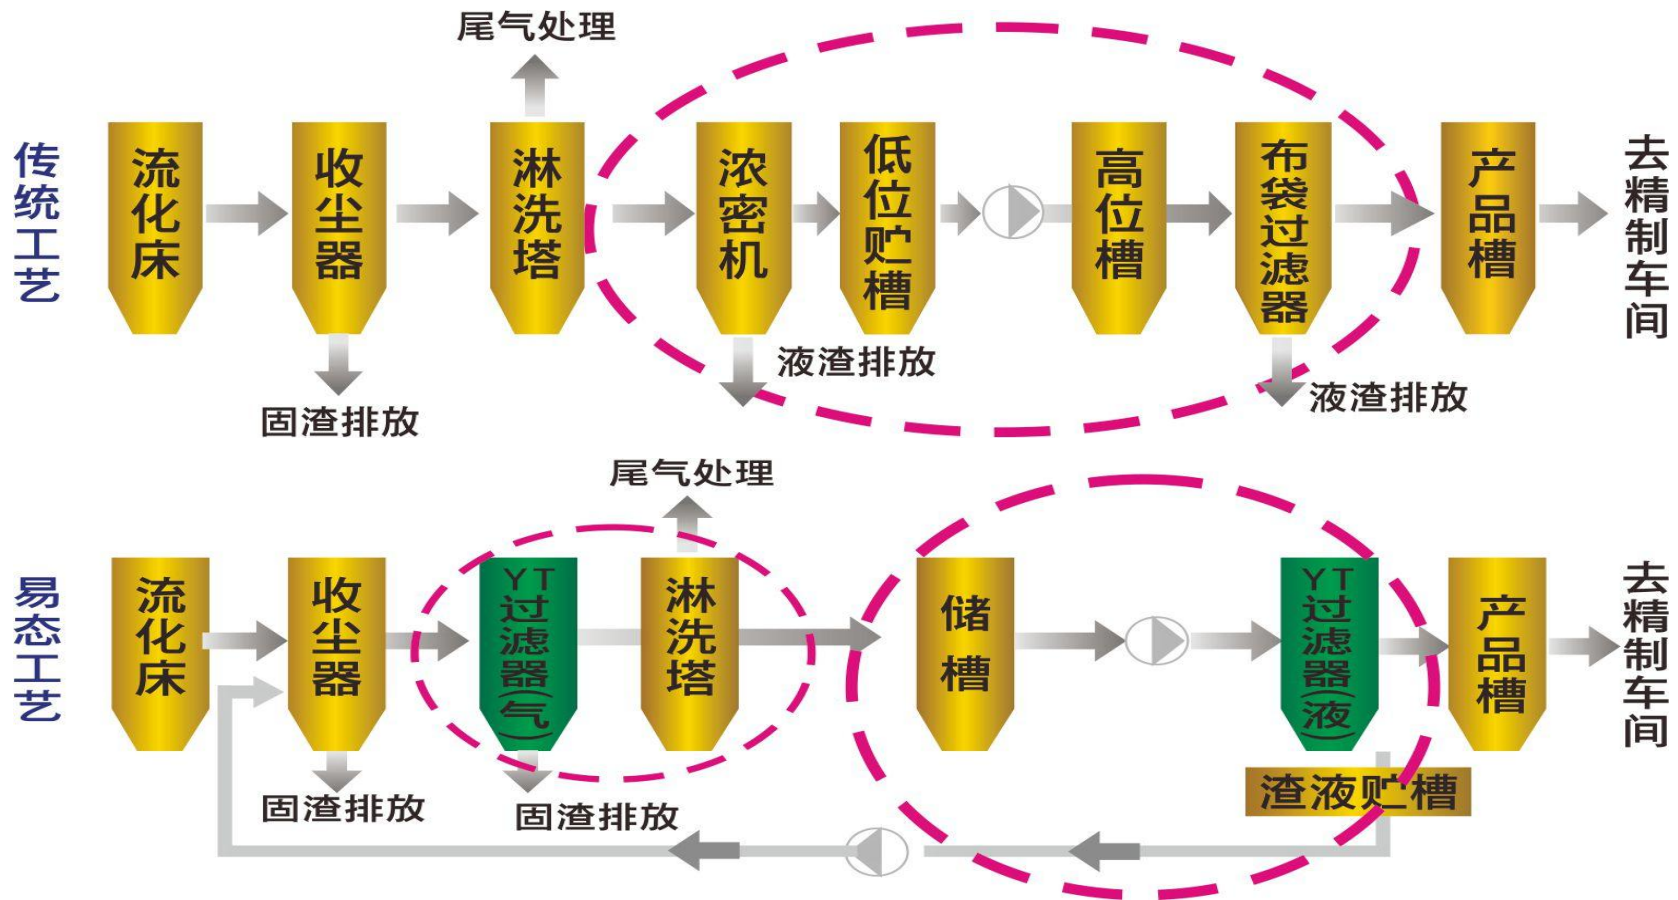 尾气处理
传统工艺
流化床
收尘器
淋洗塔
浓密机
低位贮槽
高位槽
布袋过滤器
产品槽
去精制车间
固渣排放
液渣排放
液渣排放
尾气处理
易态工艺
流化床
收尘器
YT过滤器(气)
淋洗塔
储槽
YT过滤器(液)
产品槽
去精制车间
固渣排放
固渣排放
渣液贮槽